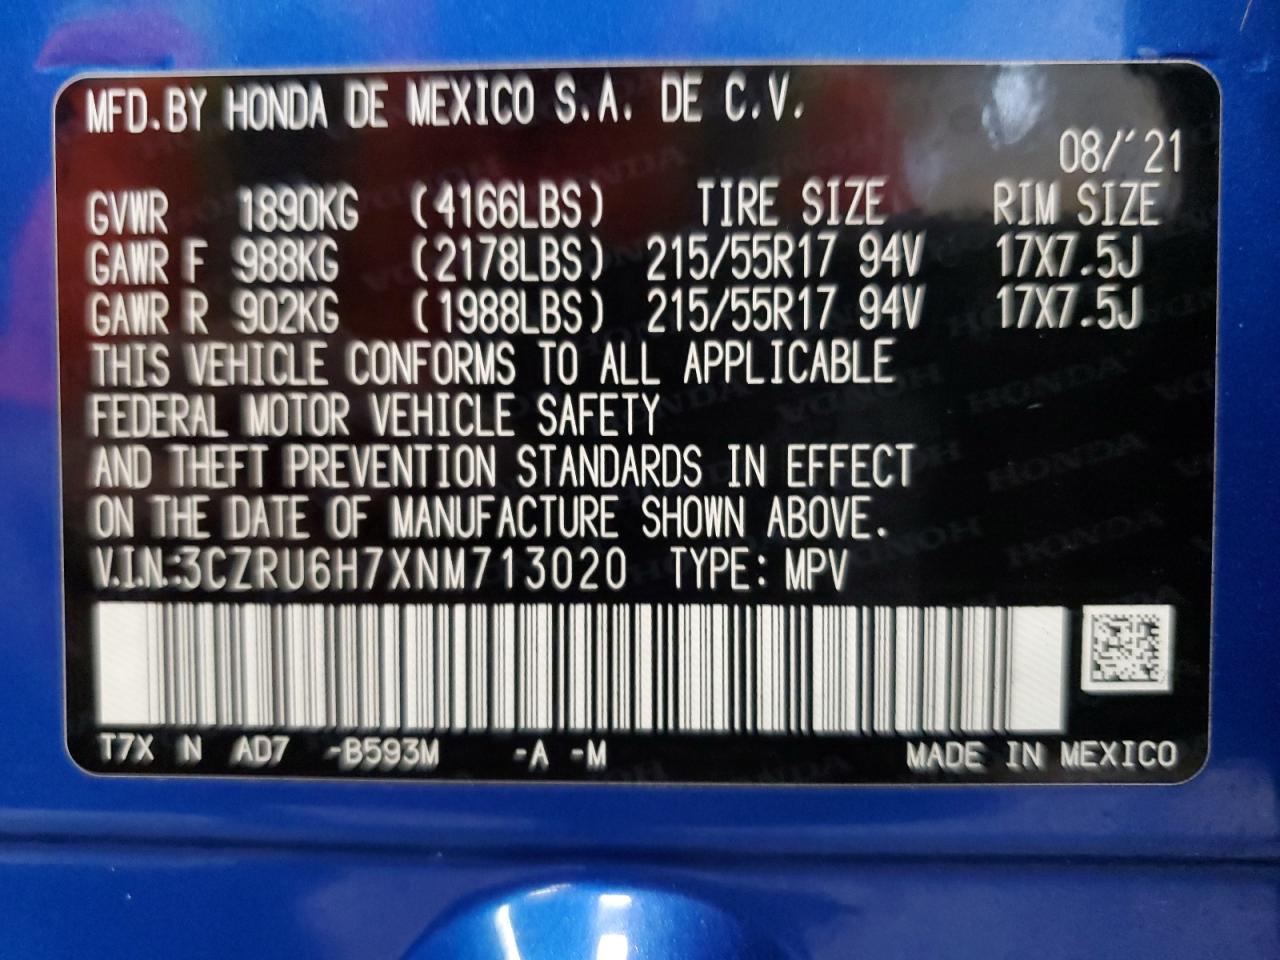 MFD.BY HONDA DE MEXICO S.A. DE C.V.
08/'21
GVWR 1890KG (4166LBS) TIRE SIZE RIM SIZE
GAWR F 988KG (2178LBS) 215/55R17 94V 17X7.5J
GAWR R 902KG (1988LBS) 215/55R17 94V 17X7.5J
THIS VEHICLE CONFORMS TO ALL APPLICABLE
FEDERAL MOTOR VEHICLE SAFETY
AND THEFT PREVENTION STANDARDS IN EFFECT
ON THE DATE OF MANUFACTURE SHOWN ABOVE.
V.I.N.:3CZRU6H7XNM713020 TYPE: MPV
T7X N AD7 -B593M -A -M MADE IN MEXICO